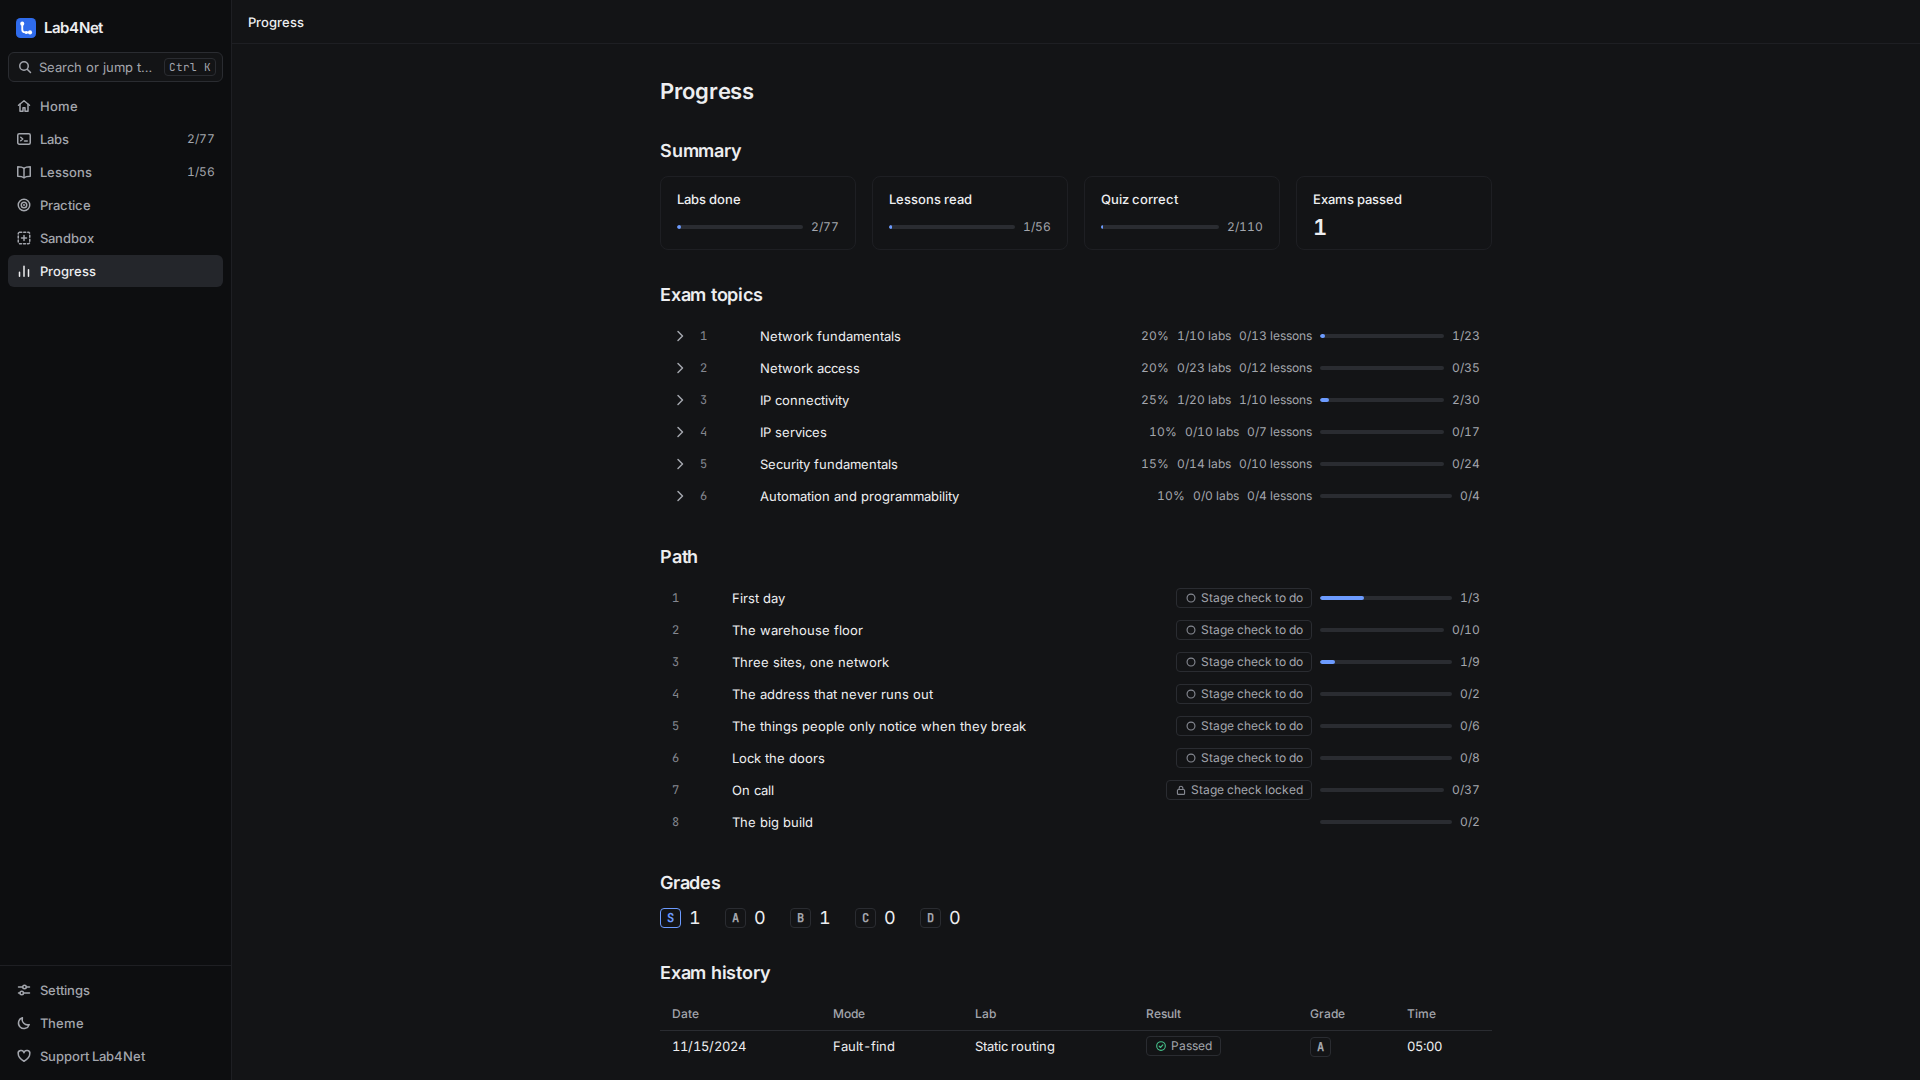 Lab4Net
Search or jump t... Ctrl K
Home
Labs 2/77
Lessons 1/56
Practice
Sandbox
Progress
Settings
Theme
Support Lab4Net
Progress
Progress
Summary
Labs done
2/77
Lessons read
1/56
Quiz correct
2/110
Exams passed
1
Exam topics
1 Network fundamentals 20% 1/10 labs 0/13 lessons 1/23
2 Network access 20% 0/23 labs 0/12 lessons 0/35
3 IP connectivity 25% 1/20 labs 1/10 lessons 2/30
4 IP services 10% 0/10 labs 0/7 lessons 0/17
5 Security fundamentals 15% 0/14 labs 0/10 lessons 0/24
6 Automation and programmability 10% 0/0 labs 0/4 lessons 0/4
Path
1 First day Stage check to do 1/3
2 The warehouse floor Stage check to do 0/10
3 Three sites, one network Stage check to do 1/9
4 The address that never runs out Stage check to do 0/2
5 The things people only notice when they break Stage check to do 0/6
6 Lock the doors Stage check to do 0/8
7 On call Stage check locked 0/37
8 The big build 0/2
Grades
S 1 A 0 B 1 C 0 D 0
Exam history
Date Mode Lab Result Grade Time
11/15/2024 Fault-find Static routing Passed A 05:00